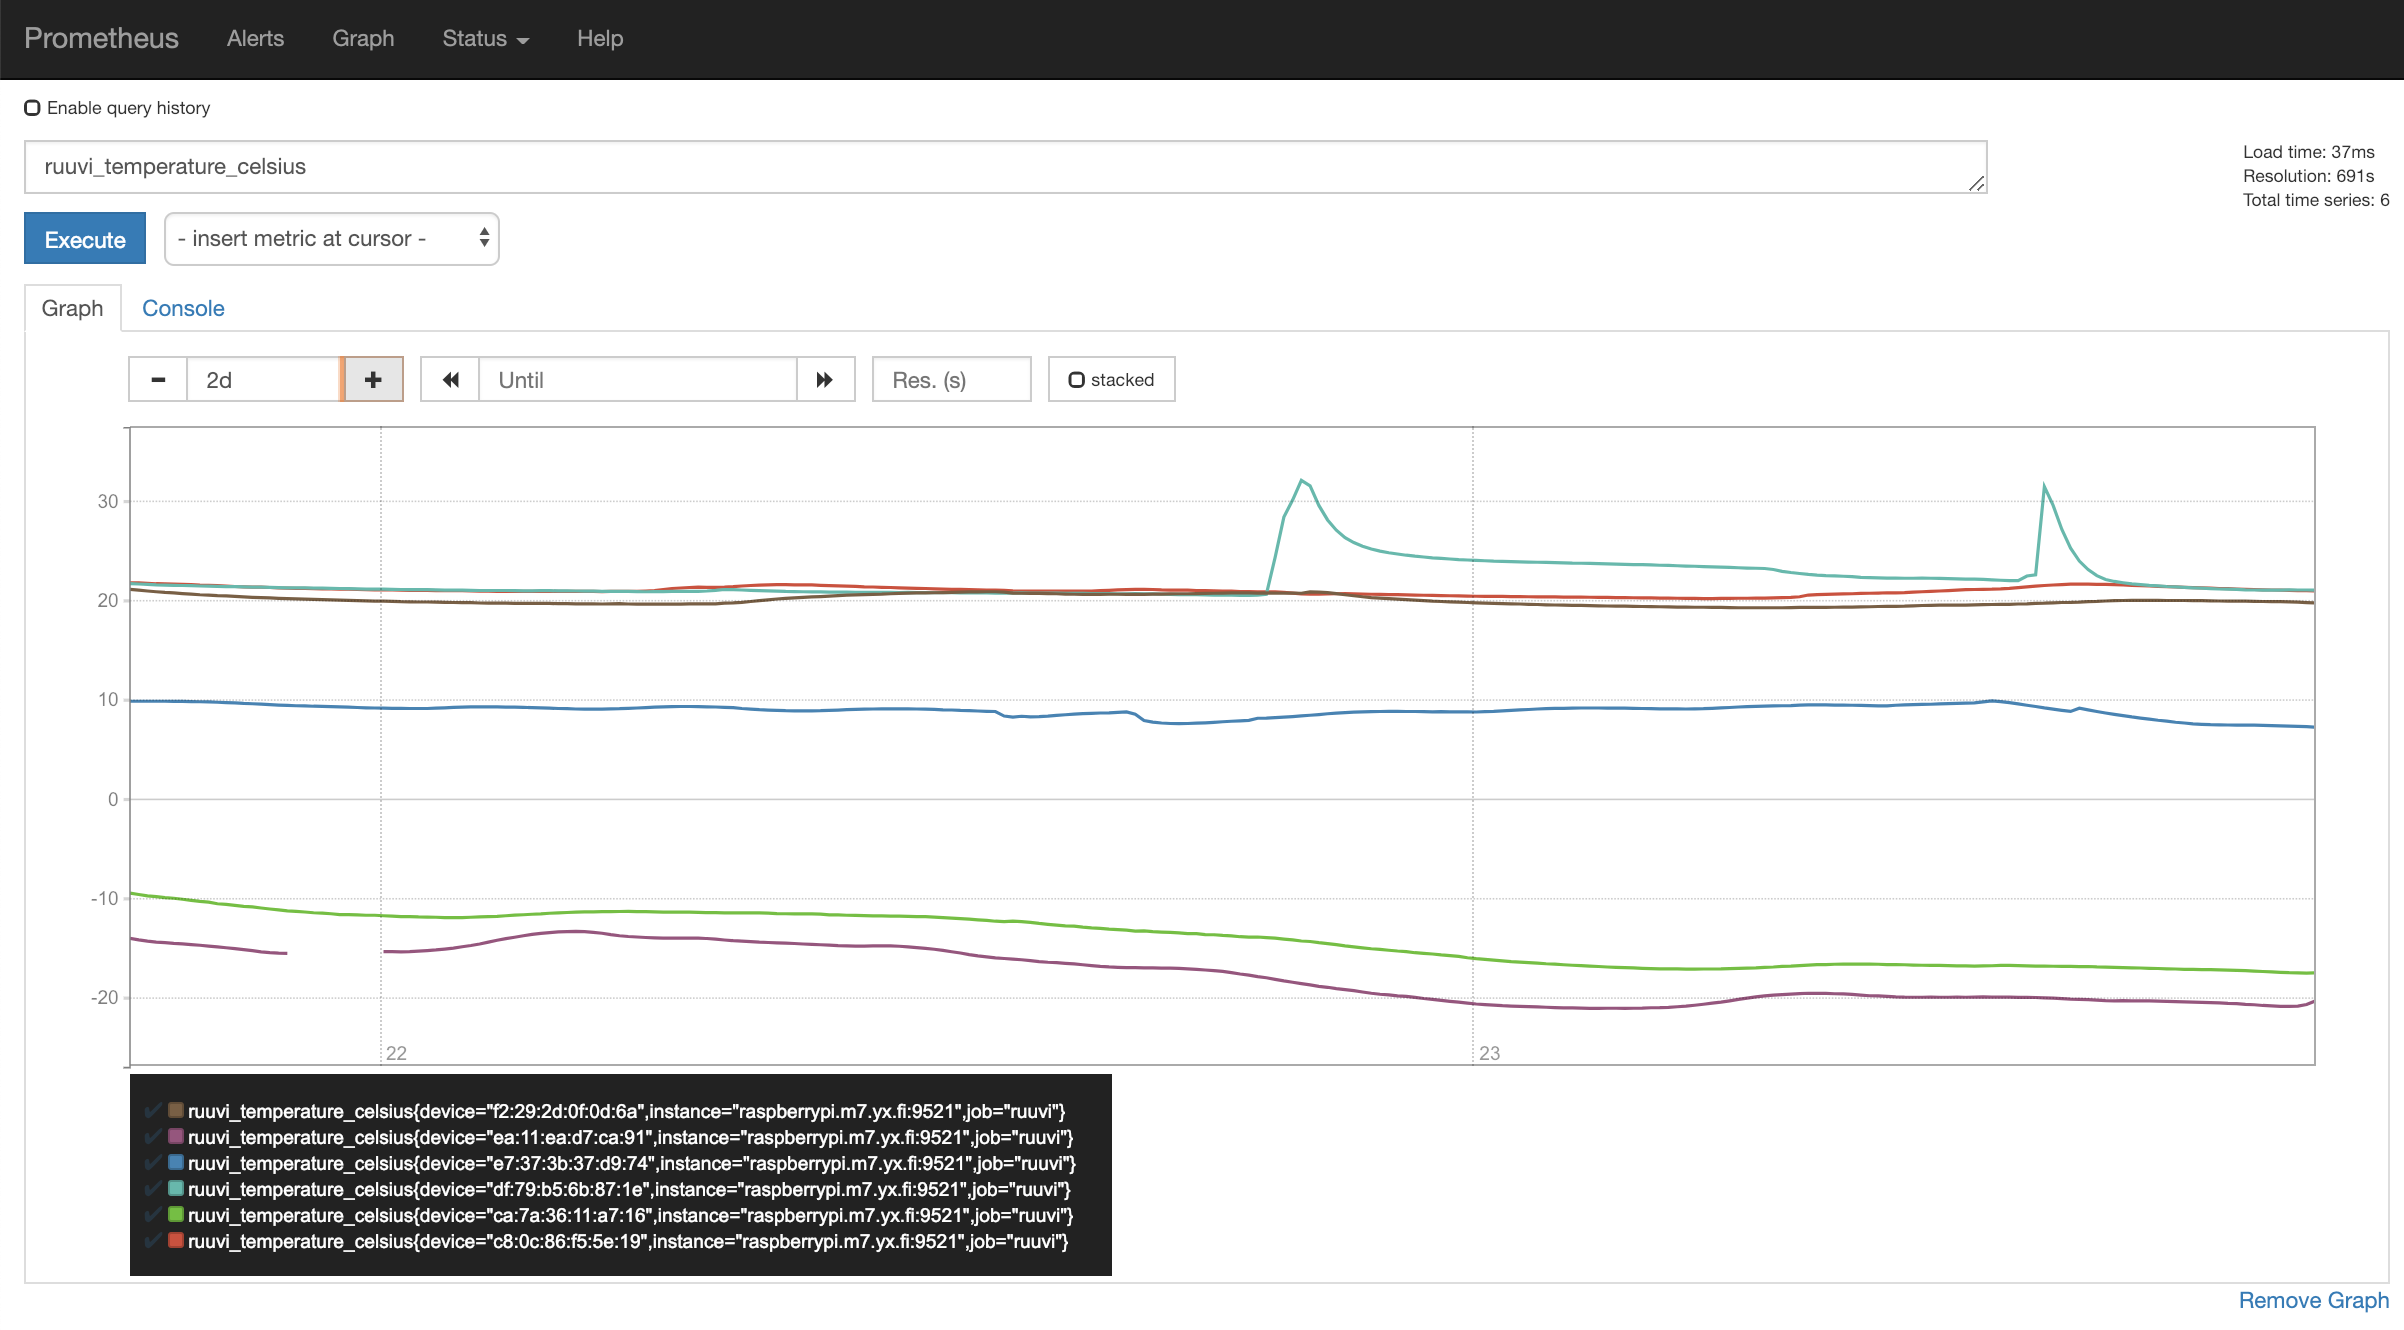 Prometheus Alerts Graph Status Help
Enable query history
ruuvi_temperature_celsius
Load time: 37ms
Resolution: 691s
Total time series: 6
Execute - insert metric at cursor -
Graph Console
2d + Until Res. (s) stacked
30
20
10
0
-10
-20
22 23
ruuvi_temperature_celsius{device="f2:29:2d:0f:0d:6a",instance="raspberrypi.m7.yx.fi:9521",job="ruuvi"}
ruuvi_temperature_celsius{device="ea:11:ea:d7:ca:91",instance="raspberrypi.m7.yx.fi:9521",job="ruuvi"}
ruuvi_temperature_celsius{device="e7:37:3b:37:d9:74",instance="raspberrypi.m7.yx.fi:9521",job="ruuvi"}
ruuvi_temperature_celsius{device="df:79:b5:6b:87:1e",instance="raspberrypi.m7.yx.fi:9521",job="ruuvi"}
ruuvi_temperature_celsius{device="ca:7a:36:11:a7:16",instance="raspberrypi.m7.yx.fi:9521",job="ruuvi"}
ruuvi_temperature_celsius{device="c8:0c:86:f5:5e:19",instance="raspberrypi.m7.yx.fi:9521",job="ruuvi"}
Remove Graph